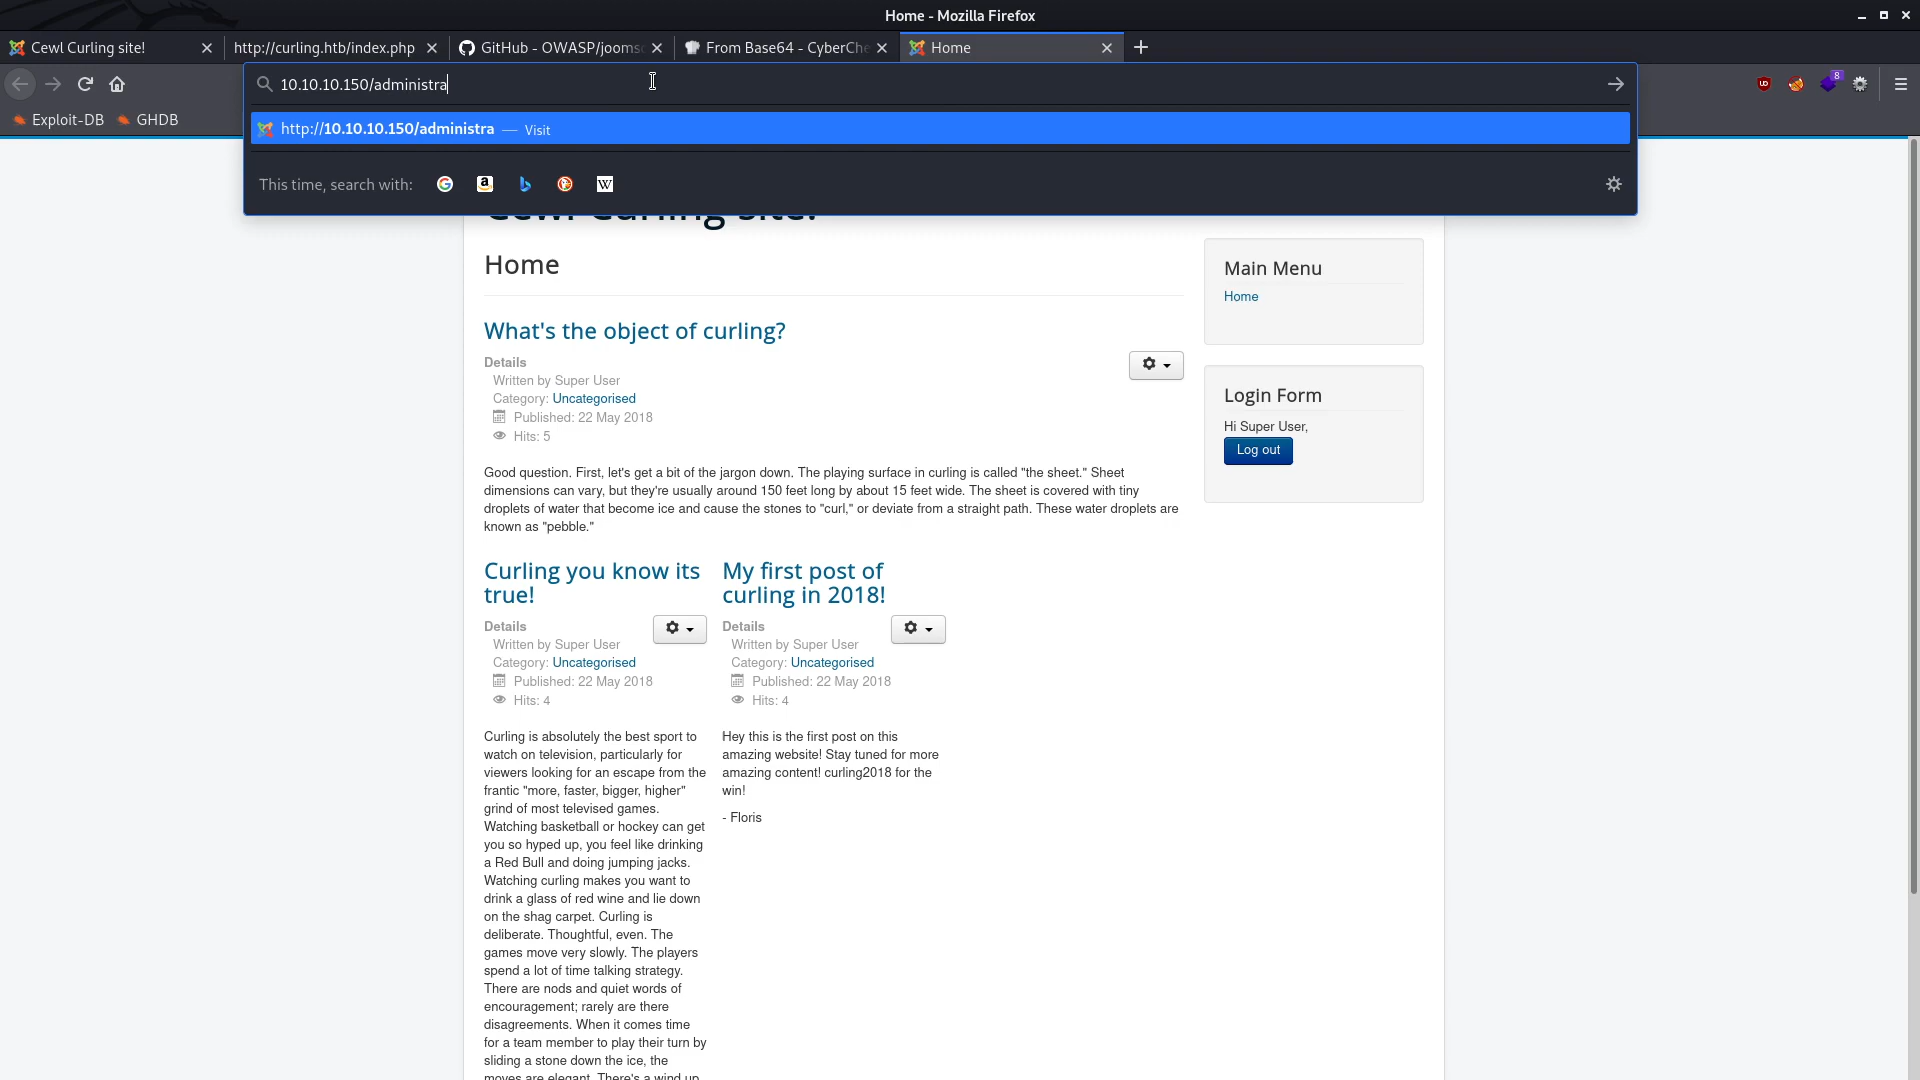 Home - Mozilla Firefox
Cewl Curling site!
http://curling.htb/index.php
GitHub - OWASP/jooms
From Base64 - CyberChe
Home
10.10.10.150/administra
8
http://10.10.10.150/administra — Visit
Exploit-DB
GHDB
This time, search with:
Cewl Curling site!
Home
What's the object of curling?
Details
Written by Super User
Category: Uncategorised
Published: 22 May 2018
Hits: 5
Good question. First, let's get a bit of the jargon down. The playing surface in curling is called "the sheet." Sheet
dimensions can vary, but they're usually around 150 feet long by about 15 feet wide. The sheet is covered with tiny
droplets of water that become ice and cause the stones to "curl," or deviate from a straight path. These water droplets are
known as "pebble."
Curling you know its
true!
Details
Written by Super User
Category: Uncategorised
Published: 22 May 2018
Hits: 4
Curling is absolutely the best sport to
watch on television, particularly for
viewers looking for an escape from the
frantic "more, faster, bigger, higher"
grind of most televised games.
Watching basketball or hockey can get
you so hyped up, you feel like drinking
a Red Bull and doing jumping jacks.
Watching curling makes you want to
drink a glass of red wine and lie down
on the shag carpet. Curling is
deliberate. Thoughtful, even. The
games move very slowly. The players
spend a lot of time talking strategy.
There are nods and quiet words of
encouragement; rarely are there
disagreements. When it comes time
for a team member to play their turn by
sliding a stone down the ice, the
moves are elegant. There's a wind up
My first post of
curling in 2018!
Details
Written by Super User
Category: Uncategorised
Published: 22 May 2018
Hits: 4
Hey this is the first post on this
amazing website! Stay tuned for more
amazing content! curling2018 for the
win!
- Floris
Main Menu
Home
Login Form
Hi Super User,
Log out